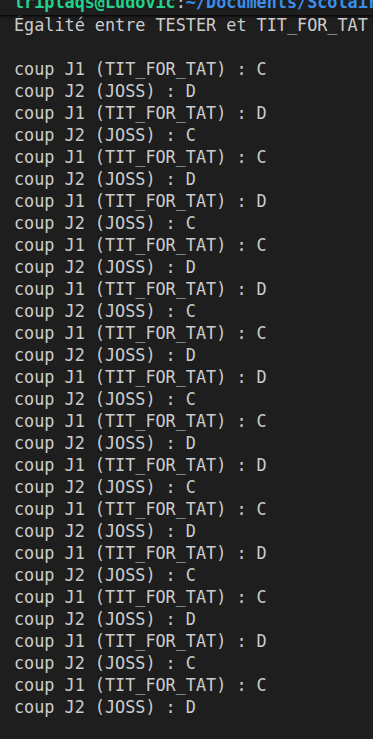 triplaqs@Ludovic:~/Documents/Scolair
Égalité entre TESTER et TIT_FOR_TAT
coup J1 (TIT_FOR_TAT) : C
coup J2 (JOSS) : D
coup J1 (TIT_FOR_TAT) : D
coup J2 (JOSS) : C
coup J1 (TIT_FOR_TAT) : C
coup J2 (JOSS) : D
coup J1 (TIT_FOR_TAT) : D
coup J2 (JOSS) : C
coup J1 (TIT_FOR_TAT) : C
coup J2 (JOSS) : D
coup J1 (TIT_FOR_TAT) : D
coup J2 (JOSS) : C
coup J1 (TIT_FOR_TAT) : C
coup J2 (JOSS) : D
coup J1 (TIT_FOR_TAT) : D
coup J2 (JOSS) : C
coup J1 (TIT_FOR_TAT) : C
coup J2 (JOSS) : D
coup J1 (TIT_FOR_TAT) : D
coup J2 (JOSS) : C
coup J1 (TIT_FOR_TAT) : C
coup J2 (JOSS) : D
coup J1 (TIT_FOR_TAT) : D
coup J2 (JOSS) : C
coup J1 (TIT_FOR_TAT) : C
coup J2 (JOSS) : D
coup J1 (TIT_FOR_TAT) : D
coup J2 (JOSS) : C
coup J1 (TIT_FOR_TAT) : C
coup J2 (JOSS) : D